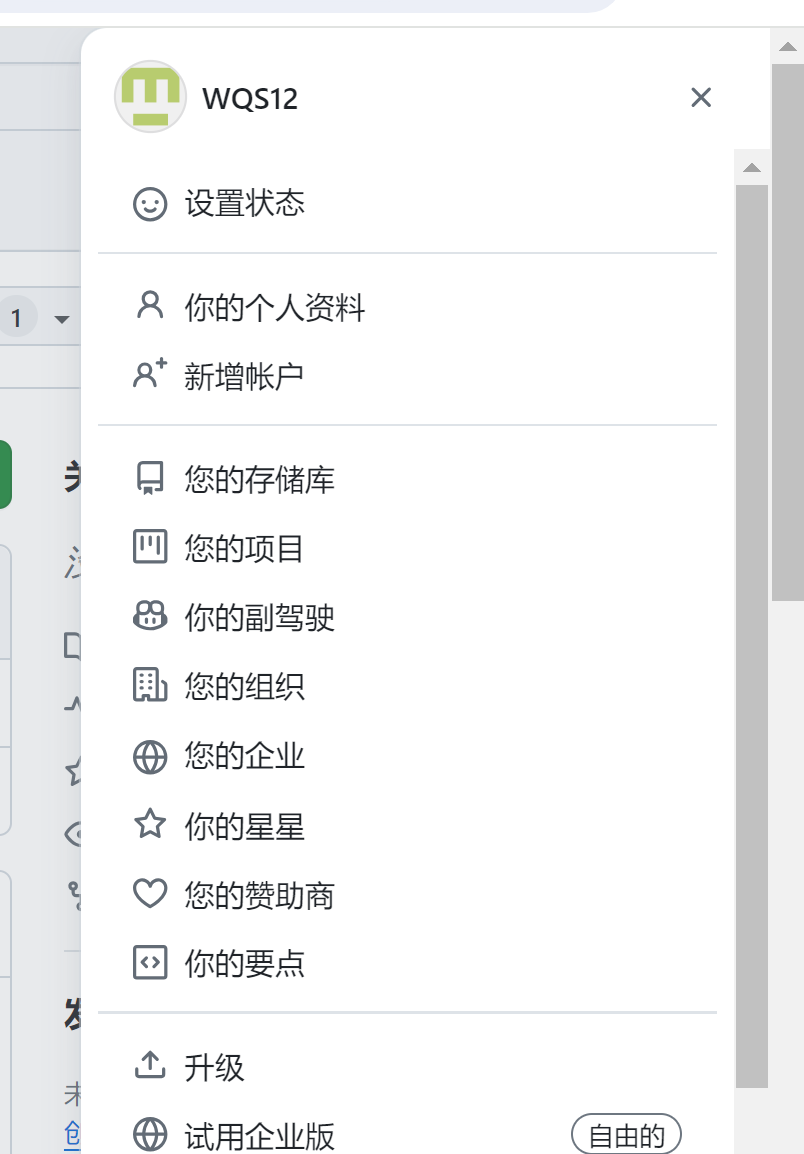 WQS12
设置状态
1
你的个人资料
新增帐户
您的存储库
您的项目
你的副驾驶
您的组织
您的企业
你的星星
您的赞助商
你的要点
升级
试用企业版
自由的